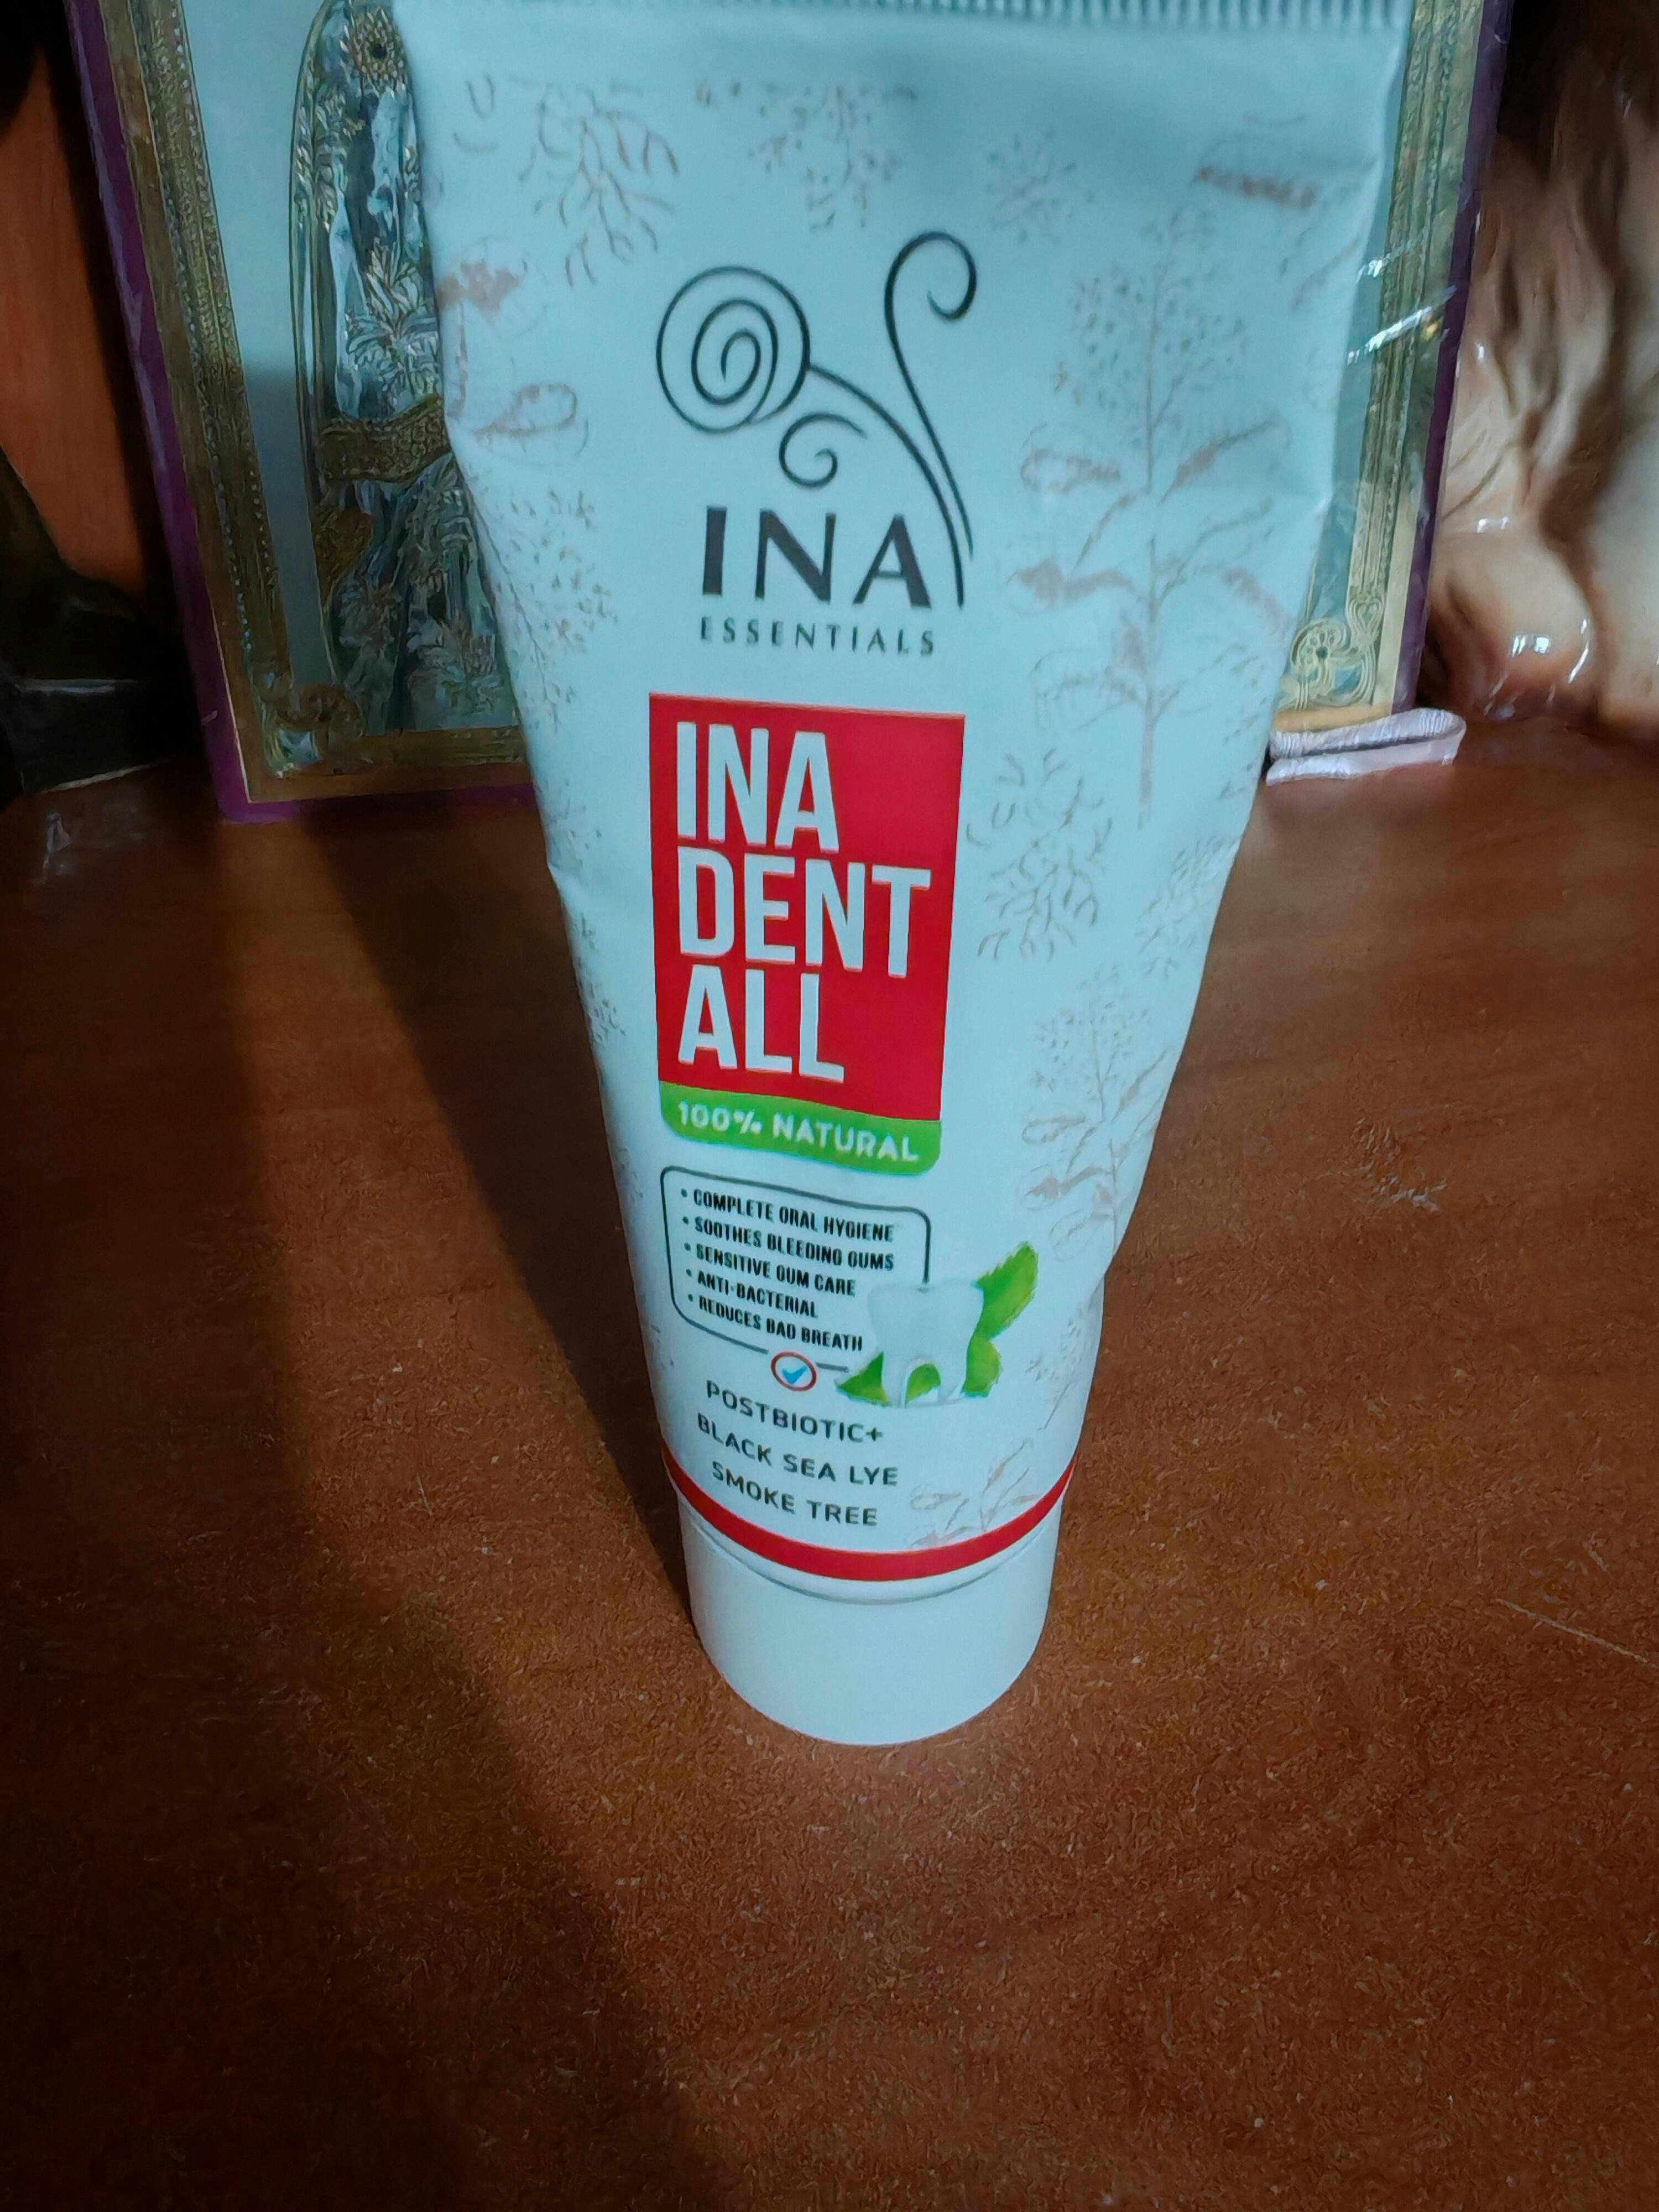 INA
ESSENTIALS
INA
DENT
ALL
100% NATURAL
• COMPLETE ORAL HYGIENE
• SOOTHES BLEEDING GUMS
• SENSITIVE GUM CARE
• ANTI-BACTERIAL
• REDUCES BAD BREATH
POSTBIOTIC+
BLACK SEA LYE
SMOKE TREE